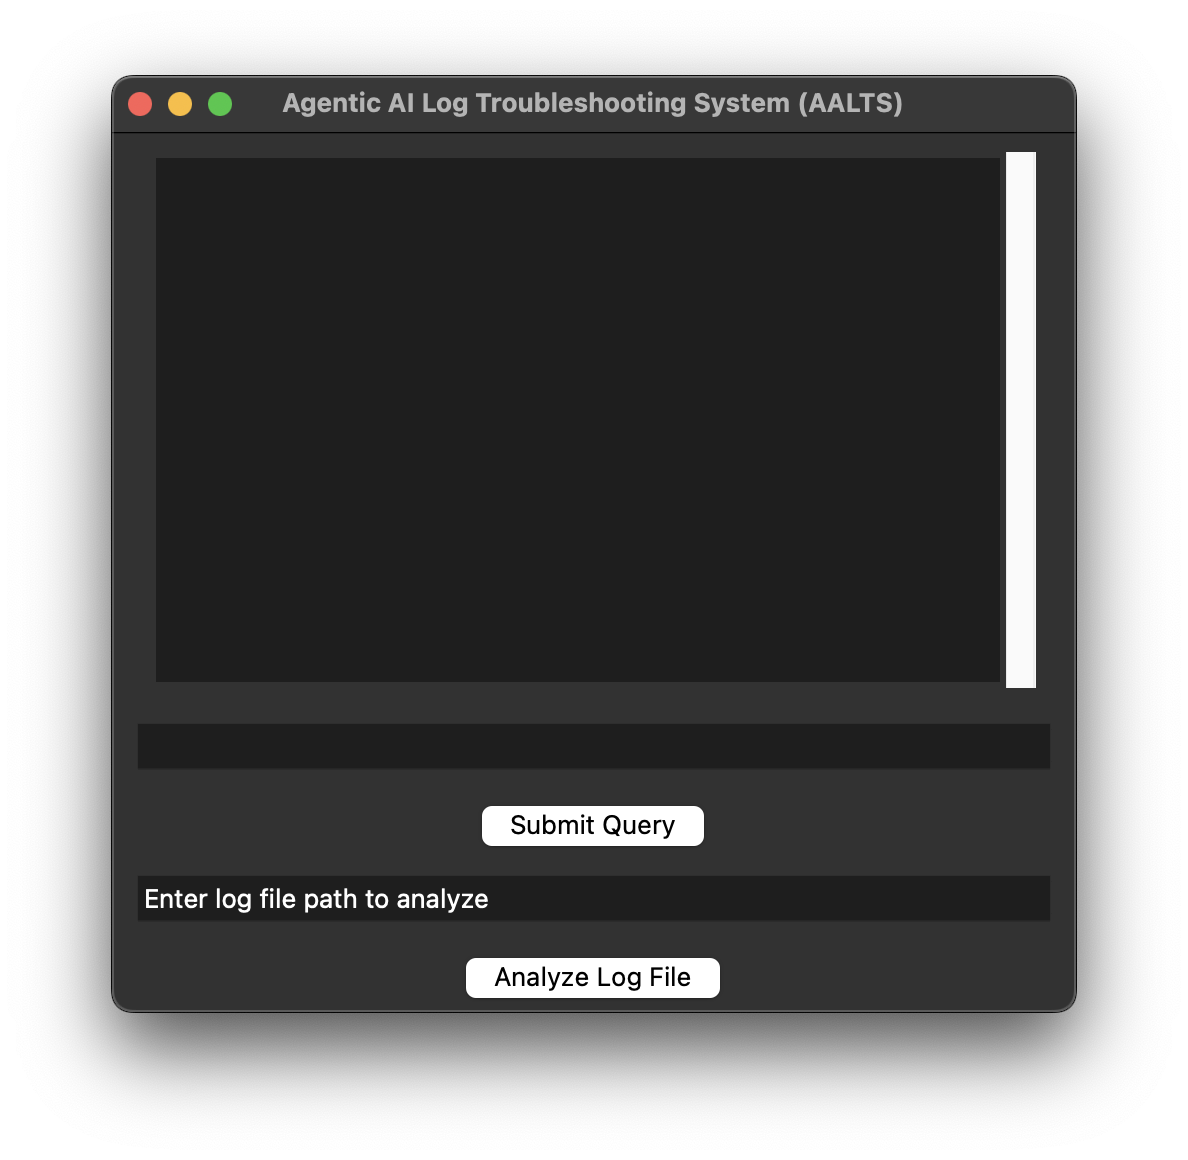 Agentic AI Log Troubleshooting System (AALTS)
Submit Query
Enter log file path to analyze
Analyze Log File